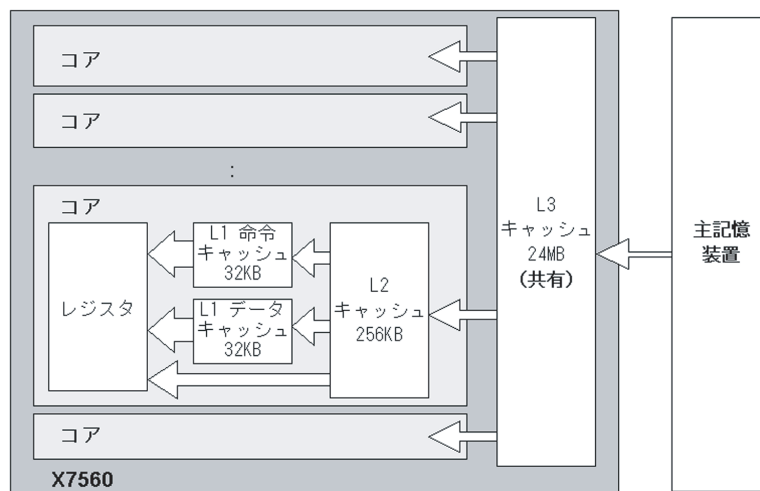 コア
コア
:
コア
レジスタ
L1 命令
キャッシュ
32KB
L1 データ
キャッシュ
32KB
L2
キャッシュ
256KB
コア
X7560
L3
キャッシュ
24MB
(共有)
主記憶
装置